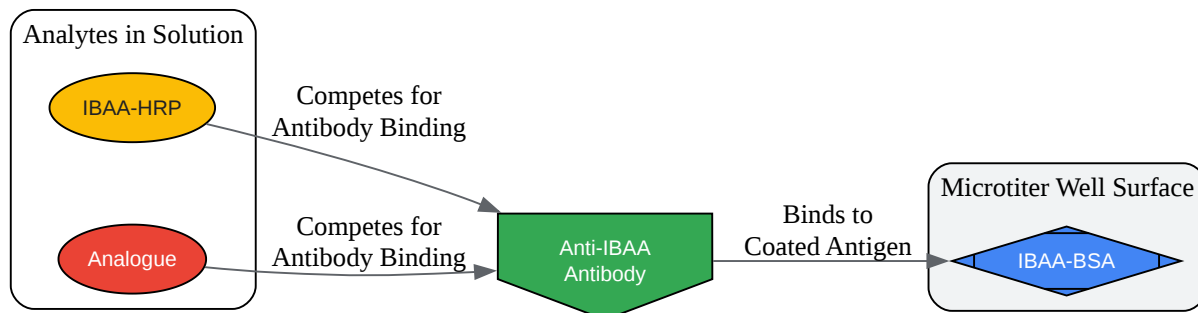 Analytes in Solution
IBAA-HRP
Analogue
Competes for
Antibody Binding
Competes for
Antibody Binding
Anti-IBAA
Antibody
Binds to
Coated Antigen
Microtiter Well Surface
IBAA-BSA